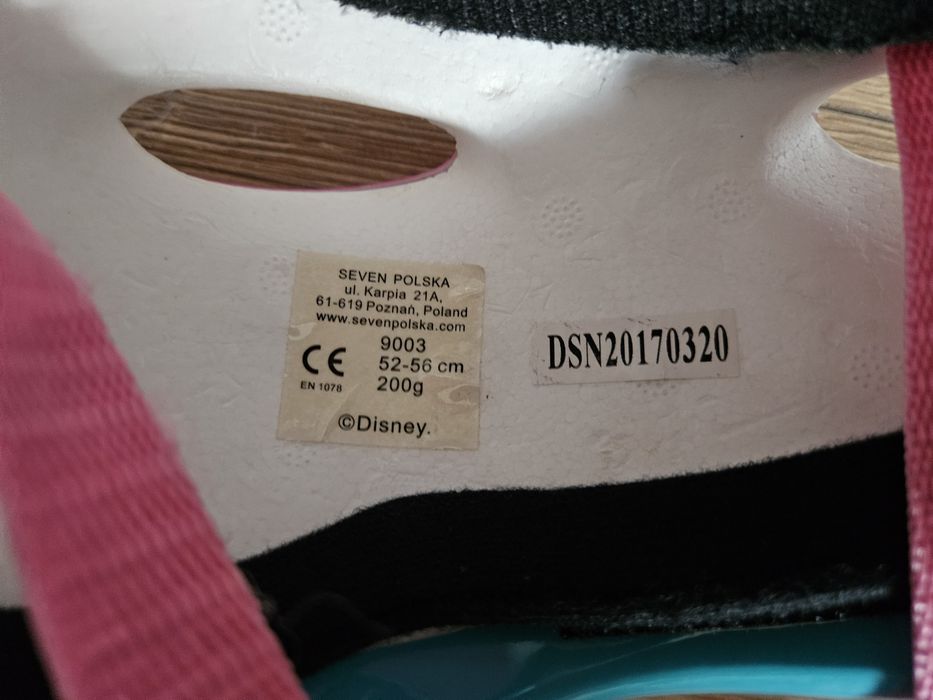 SEVEN POLSKA
ul. Karpia 21A,
61-619 Poznań, Poland
www.sevenpolska.com
CE 9003
52-56 cm
EN 1078 200g
©Disney.
DSN20170320